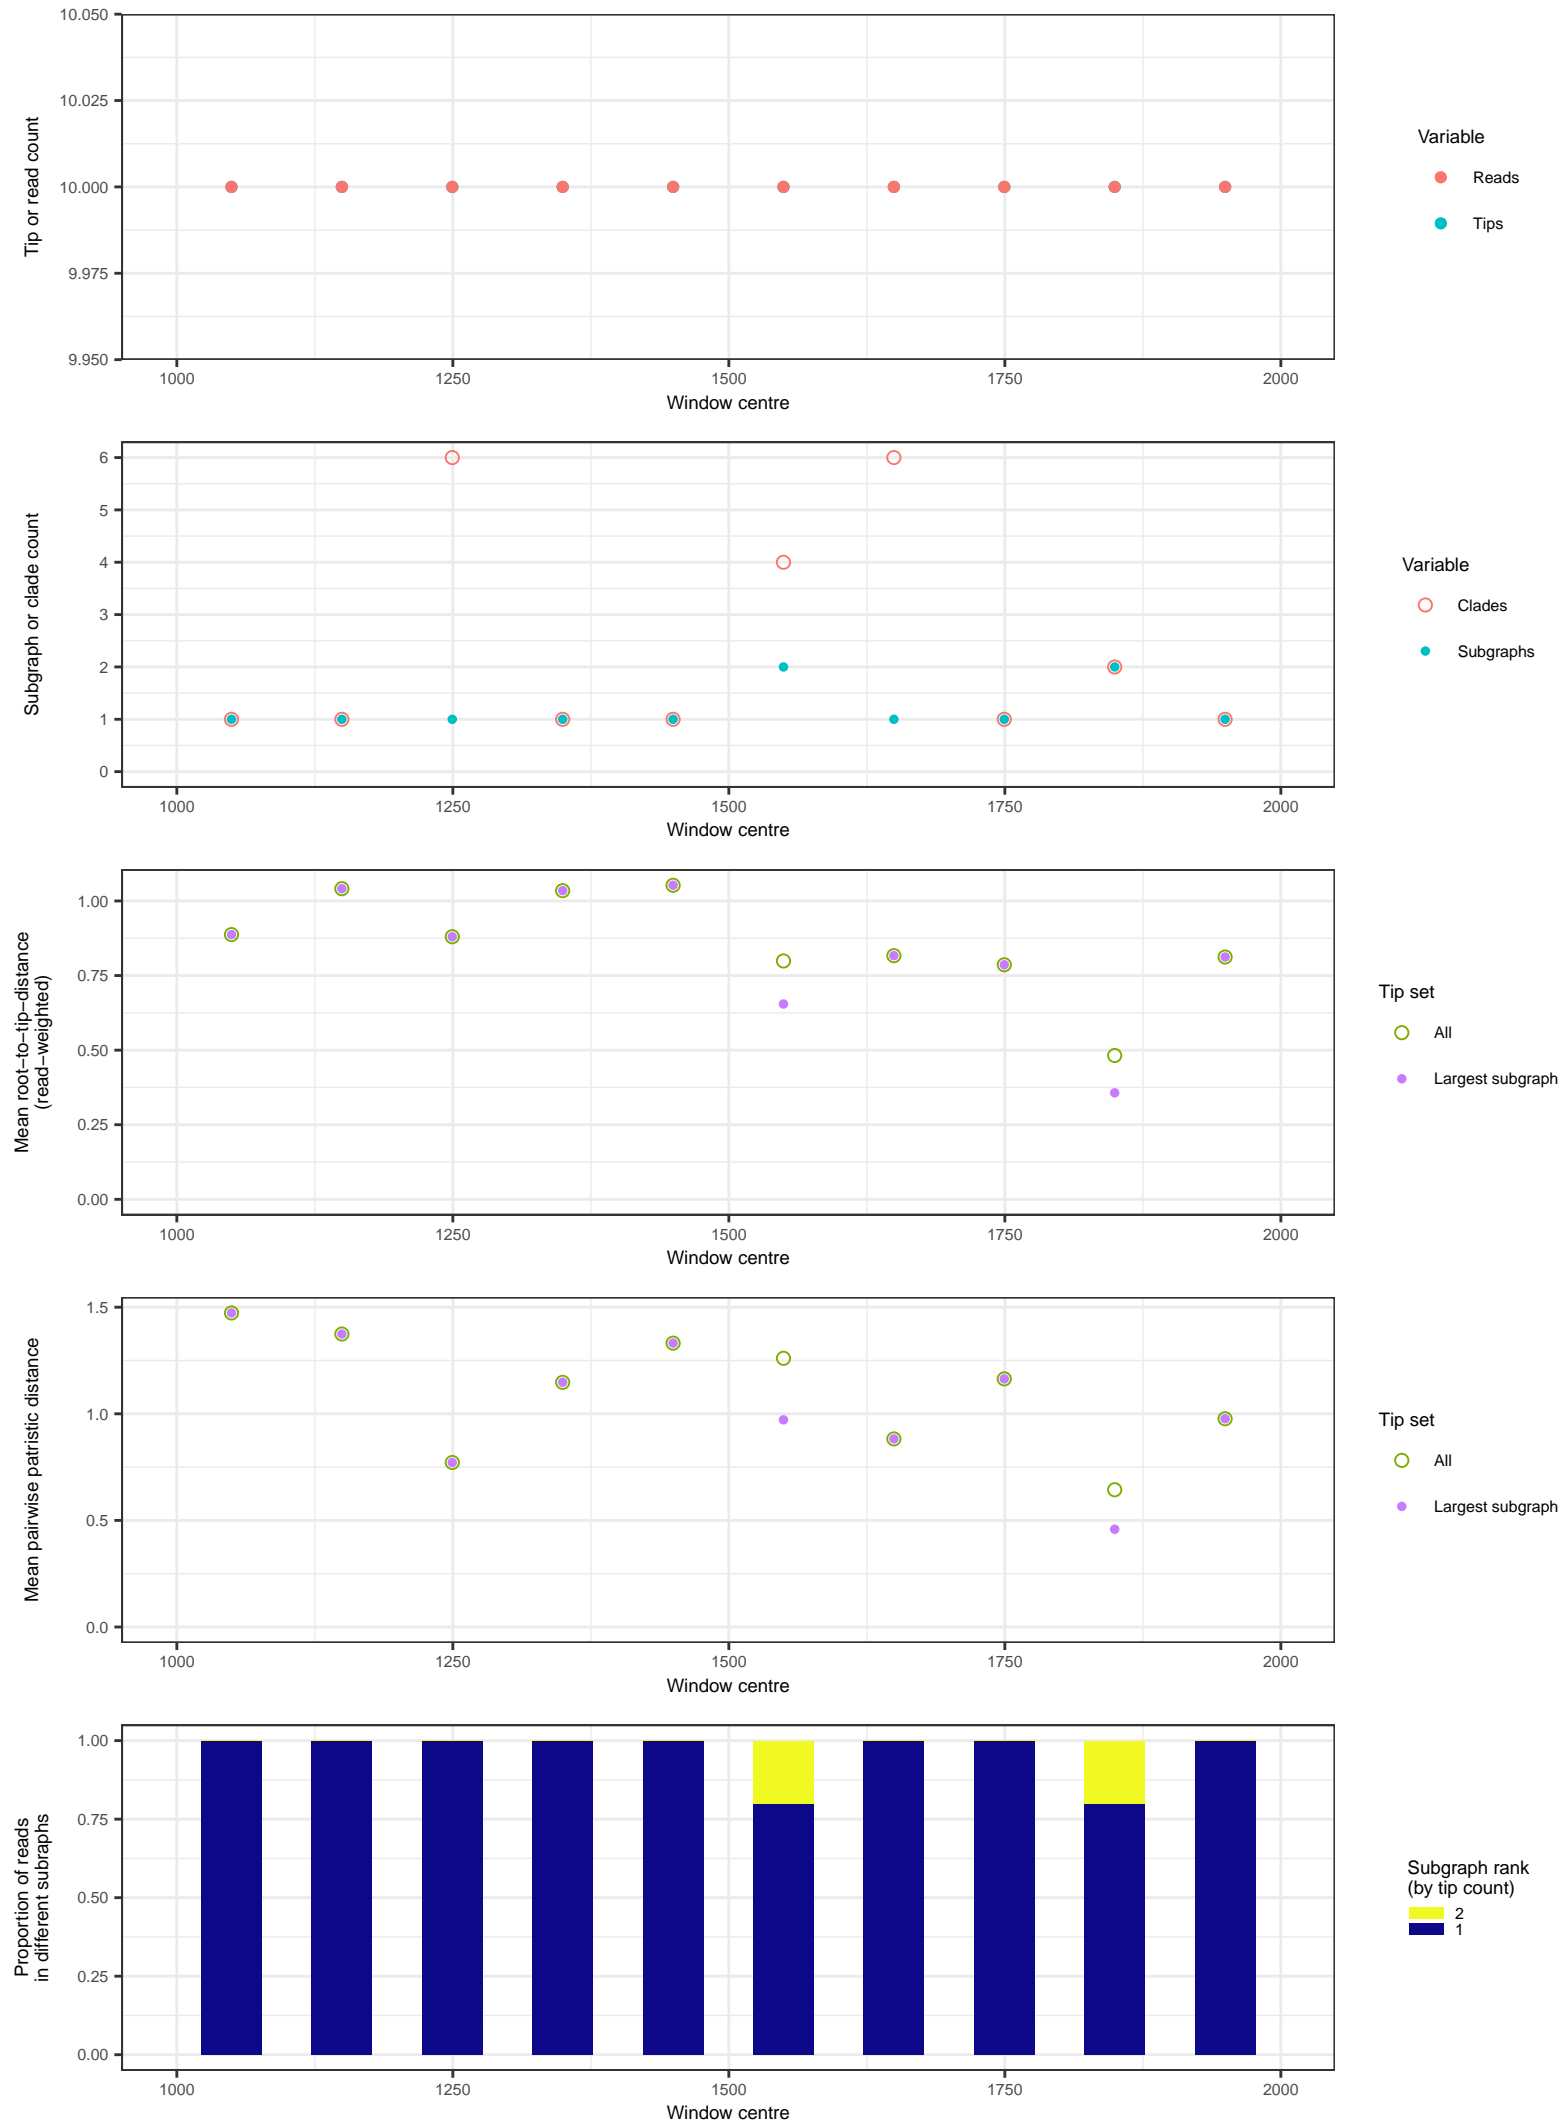 10.050
10.025
10.000
9.975
9.950
Tip or read count
1000 1250 1500 1750 2000
Window centre
Variable
Reads
Tips
6
5
4
3
2
1
0
Subgraph or clade count
1000 1250 1500 1750 2000
Window centre
Variable
Clades
Subgraphs
1.00
0.75
0.50
0.25
0.00
Mean root−to−tip−distance
(read−weighted)
1000 1250 1500 1750 2000
Window centre
Tip set
All
Largest subgraph
1.5
1.0
0.5
0.0
Mean pairwise patristic distance
1000 1250 1500 1750 2000
Window centre
Tip set
All
Largest subgraph
1.00
0.75
0.50
0.25
0.00
Proportion of reads
in different subraphs
1000 1250 1500 1750 2000
Window centre
Subgraph rank
(by tip count)
2
1